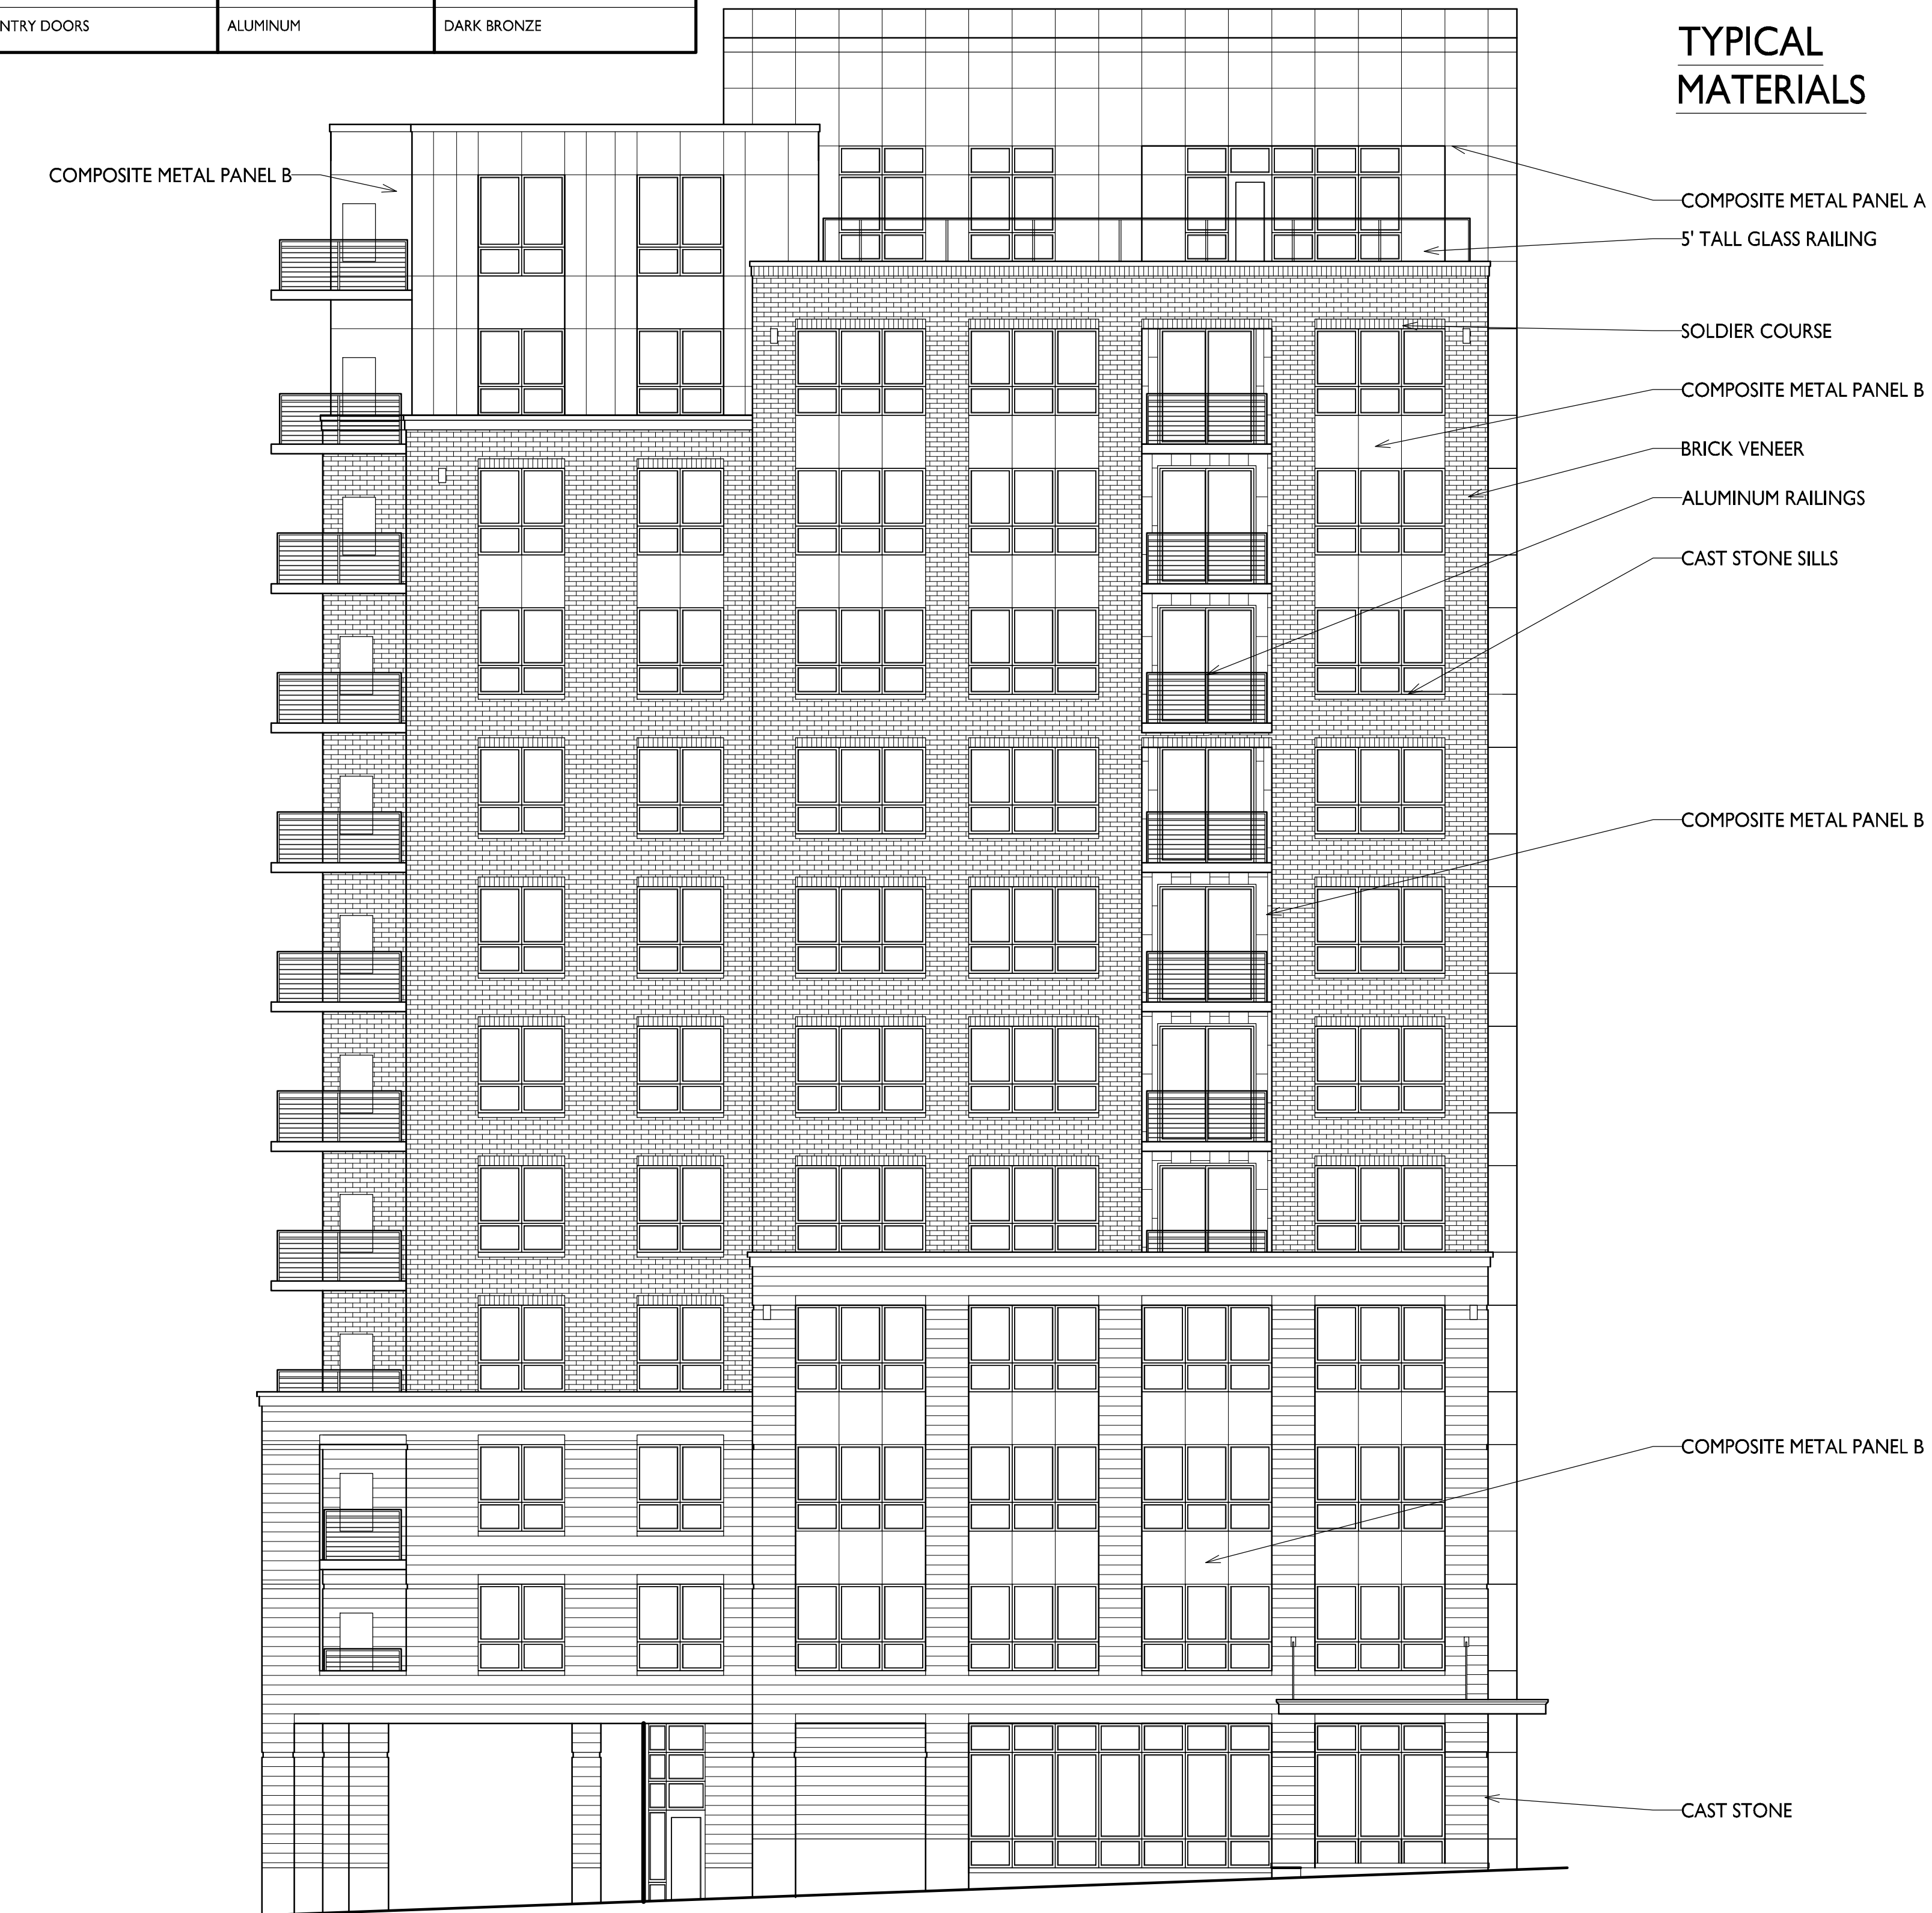 NTRY DOORS
ALUMINUM
DARK BRONZE
TYPICAL
MATERIALS
COMPOSITE METAL PANEL B
COMPOSITE METAL PANEL A
5' TALL GLASS RAILING
SOLDIER COURSE
COMPOSITE METAL PANEL B
BRICK VENEER
ALUMINUM RAILINGS
CAST STONE SILLS
COMPOSITE METAL PANEL B
COMPOSITE METAL PANEL B
CAST STONE